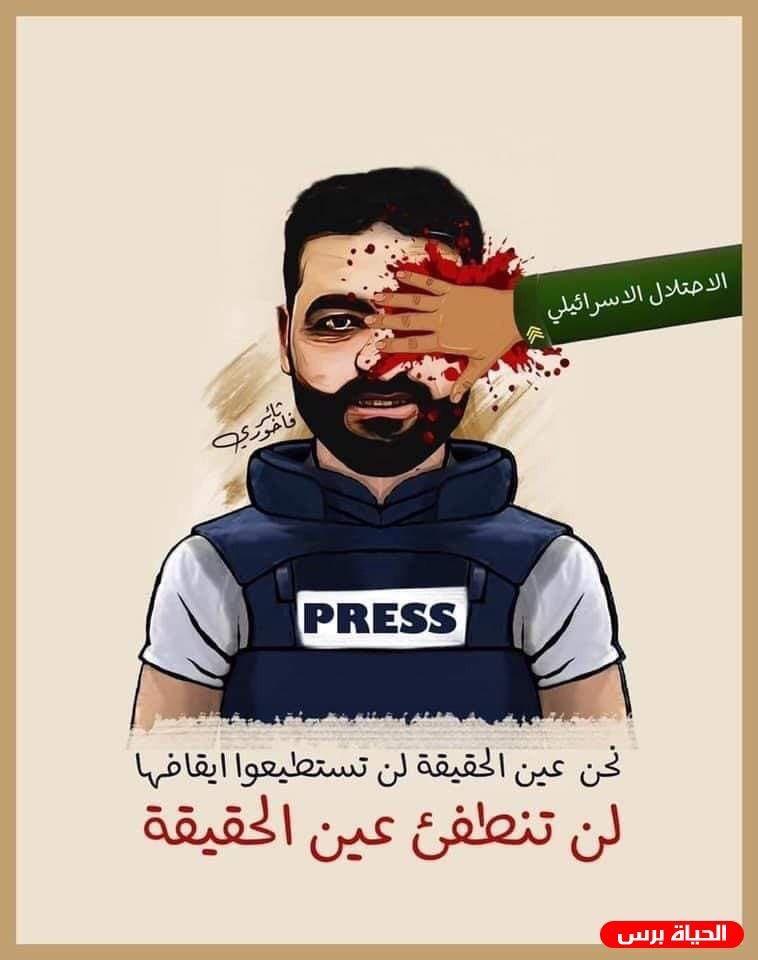 الاحتلال الاسرائيلي
ثائر
فاخوري
PRESS
نحن عين الحقيقة لن تستطيعوا ايقافها
لن تنطفئ عين الحقيقة
الحياة برس